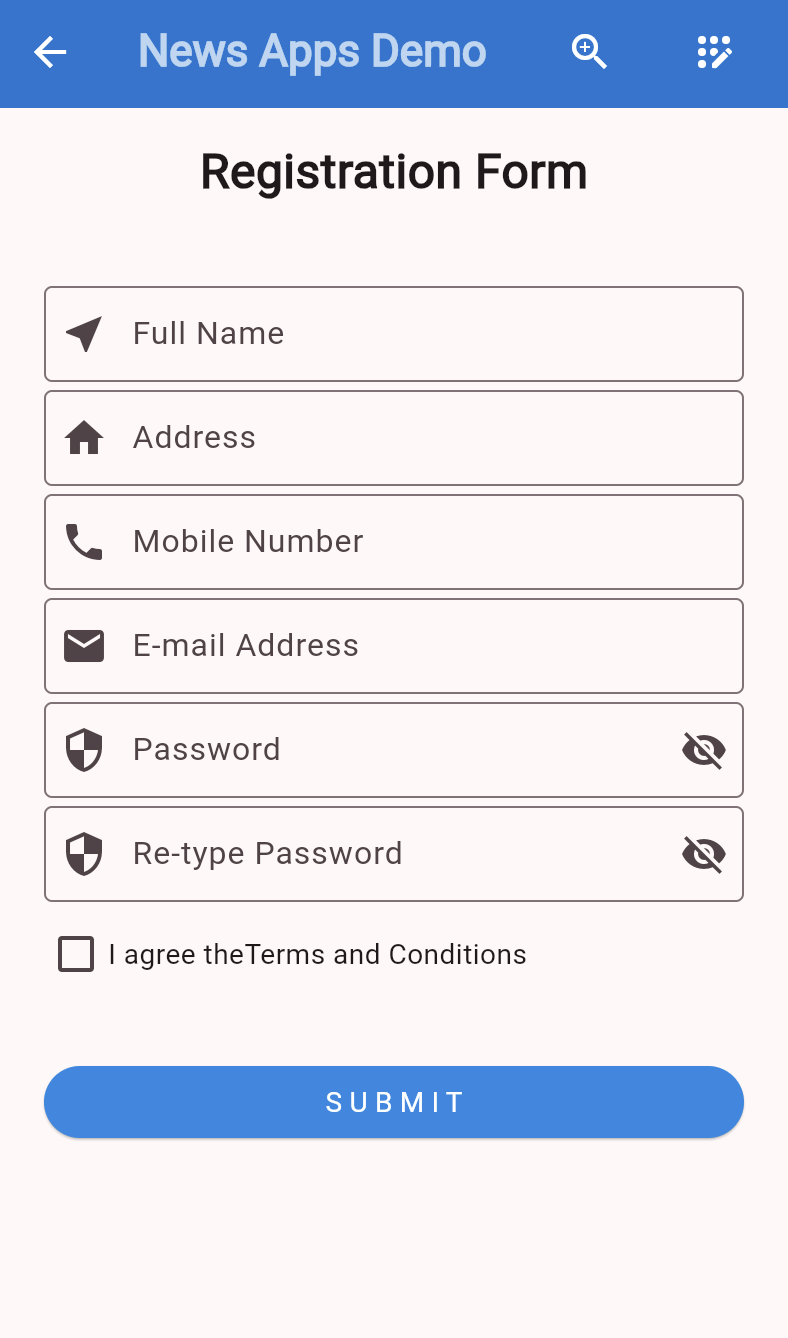 News Apps Demo
Registration Form
Full Name
Address
Mobile Number
E-mail Address
Password
Re-type Password
I agree theTerms and Conditions
SUBMIT